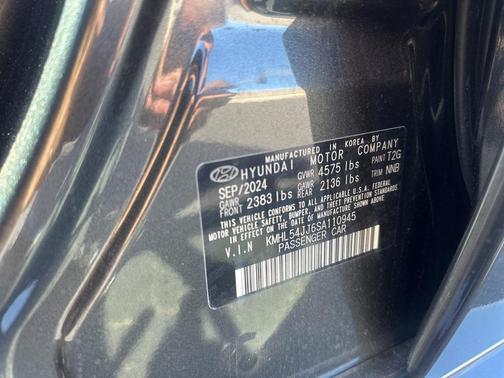 MANUFACTURED IN KOREA BY
HYUNDAI MOTOR COMPANY
SEP/2024 GVWR 4575 lbs PAINT T2G
GAWR FRONT 2383 lbs GAWR REAR 2136 lbs TRIM NNB
THIS VEHICLE CONFORMS TO ALL APPLICABLE U.S.A. FEDERAL
MOTOR VEHICLE SAFETY, BUMPER, AND THEFT PREVENTION
STANDARDS IN EFFECT ON THE DATE OF MANUFACTURE SHOWN ABOVE.
V.I.N KMHL54JJ6SA110945
PASSENGER CAR